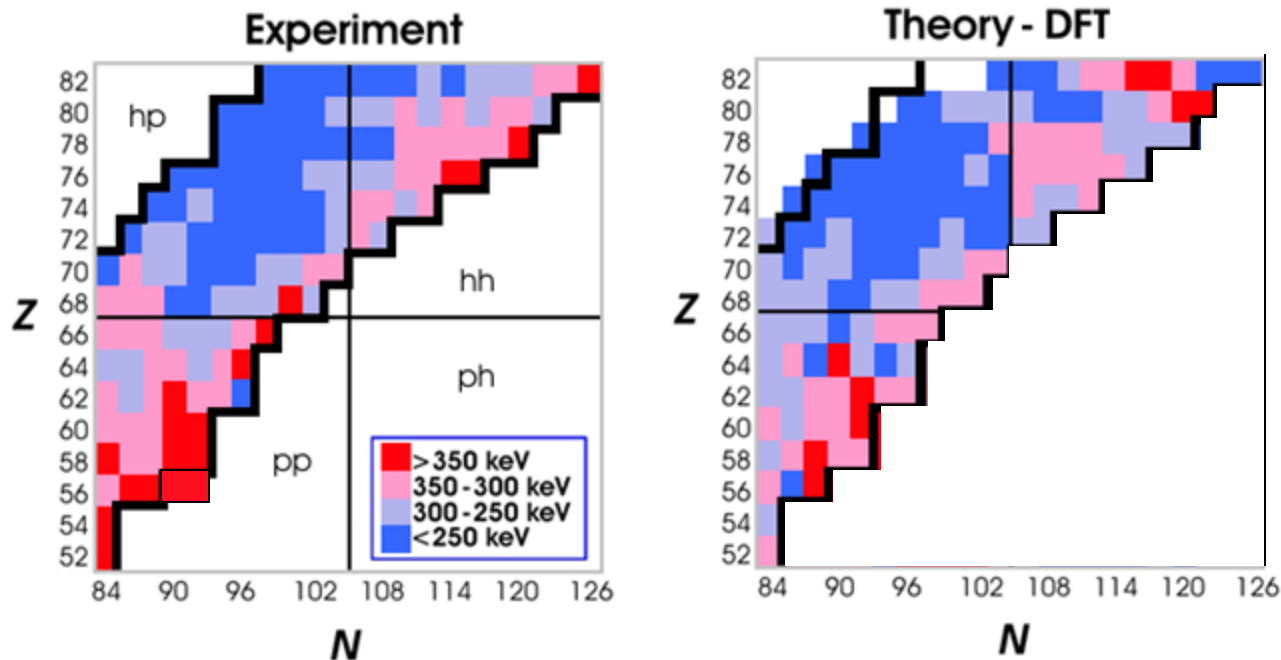 Experiment
82
80
78
76
74
72
70
68
66
64
62
60
58
56
54
52
Z
hp
hh
ph
pp
>350 keV
350-300 keV
300-250 keV
<250 keV
84 90 96 102 108 114 120 126
N
Theory - DFT
82
80
78
76
74
72
70
68
66
64
62
60
58
56
54
52
Z
84 90 96 102 108 114 120 126
N